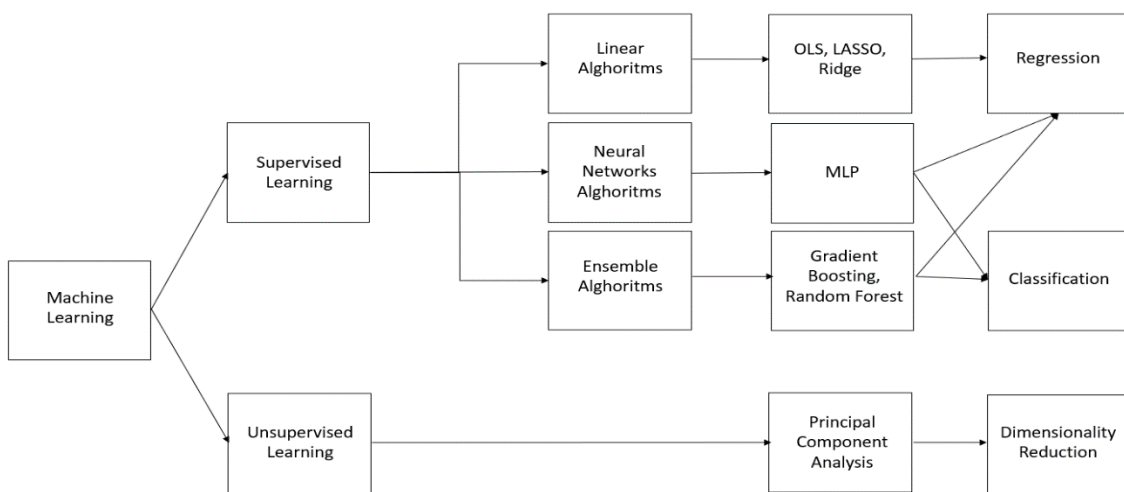 Linear
Alghoritms
OLS, LASSO,
Ridge
Regression
Supervised
Learning
Neural
Networks
Alghoritms
MLP
Machine
Learning
Ensemble
Alghoritms
Gradient
Boosting,
Random Forest
Classification
Unsupervised
Learning
Principal
Component
Analysis
Dimensionality
Reduction